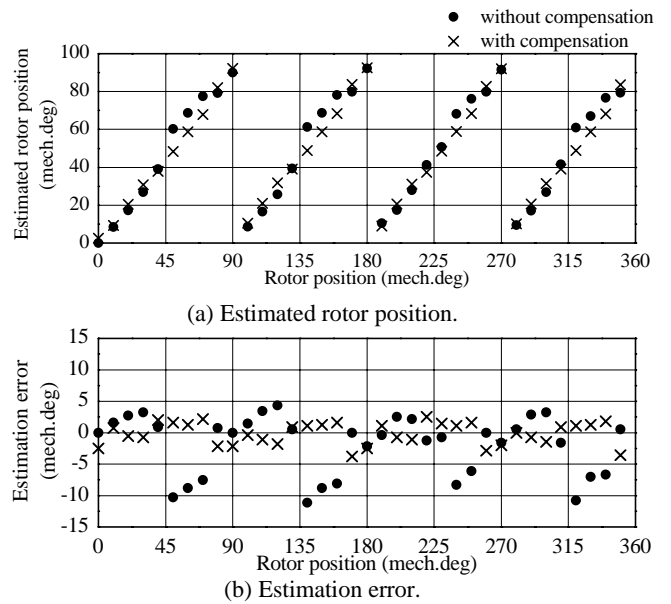 ● without compensation
× with compensation
Estimated rotor position
(mech.deg)
100
80
60
40
20
0
0 45 90 135 180 225 270 315 360
Rotor position (mech.deg)
(a) Estimated rotor position.
Estimation error
(mech.deg)
15
10
5
0
-5
-10
-15
0 45 90 135 180 225 270 315 360
Rotor position (mech.deg)
(b) Estimation error.